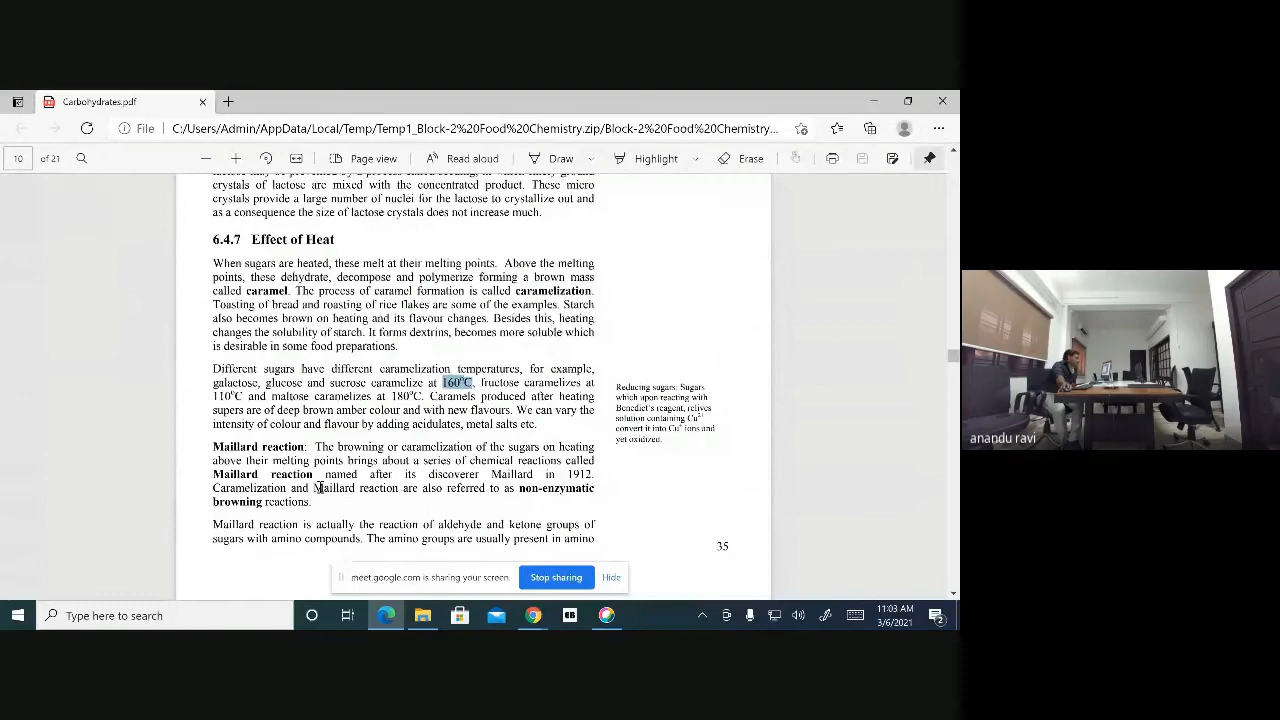 Carbohydrates.pdf
File C:/Users/Admin/AppData/Local/Temp/Temp1_Block-2%20Food%20Chemistry.zip/Block-2%20Food%20Chemistry...
10 of 21
Page view
Read aloud
Draw
Highlight
Erase
crystals of lactose are mixed with the concentrated product. These micro
crystals provide a large number of nuclei for the lactose to crystallize out and
as a consequence the size of lactose crystals does not increase much.
6.4.7 Effect of Heat
When sugars are heated, these melt at their melting points. Above the melting
points, these dehydrate, decompose and polymerize forming a brown mass
called caramel. The process of caramel formation is called caramelization.
Toasting of bread and roasting of rice flakes are some of the examples. Starch
also becomes brown on heating and its flavour changes. Besides this, heating
changes the solubility of starch. It forms dextrins, becomes more soluble which
is desirable in some food preparations.
Different sugars have different caramelization temperatures, for example,
galactose, glucose and sucrose caramelize at 160°C, fructose caramelizes at
110°C and maltose caramelizes at 180°C. Caramels produced after heating
supers are of deep brown amber colour and with new flavours. We can vary the
intensity of colour and flavour by adding acidulates, metal salts etc.
Maillard reaction: The browning or caramelization of the sugars on heating
above their melting points brings about a series of chemical reactions called
Maillard reaction named after its discoverer Maillard in 1912.
Caramelization and Maillard reaction are also referred to as non-enzymatic
browning reactions.
Maillard reaction is actually the reaction of aldehyde and ketone groups of
sugars with amino compounds. The amino groups are usually present in amino
Reducing sugars: Sugars
which upon reacting with
Benedict's reagent, relives
solution containing Cu²⁺
convert it into Cu⁺ ions and
yet oxidized.
35
meet.google.com is sharing your screen.
Stop sharing
Hide
Type here to search
11:03 AM
3/6/2021
2
anandu ravi